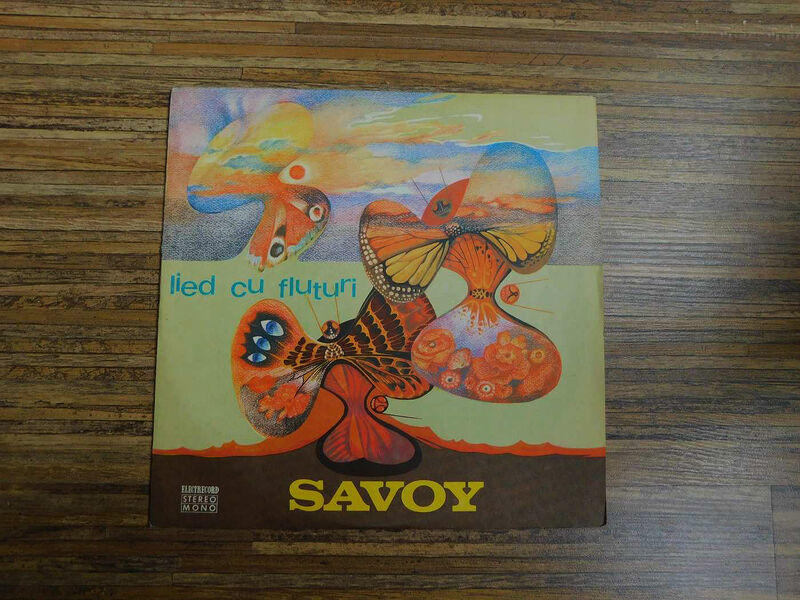 lied cu fluturi
ELECTRECORD
STEREO
MONO
SAVOY